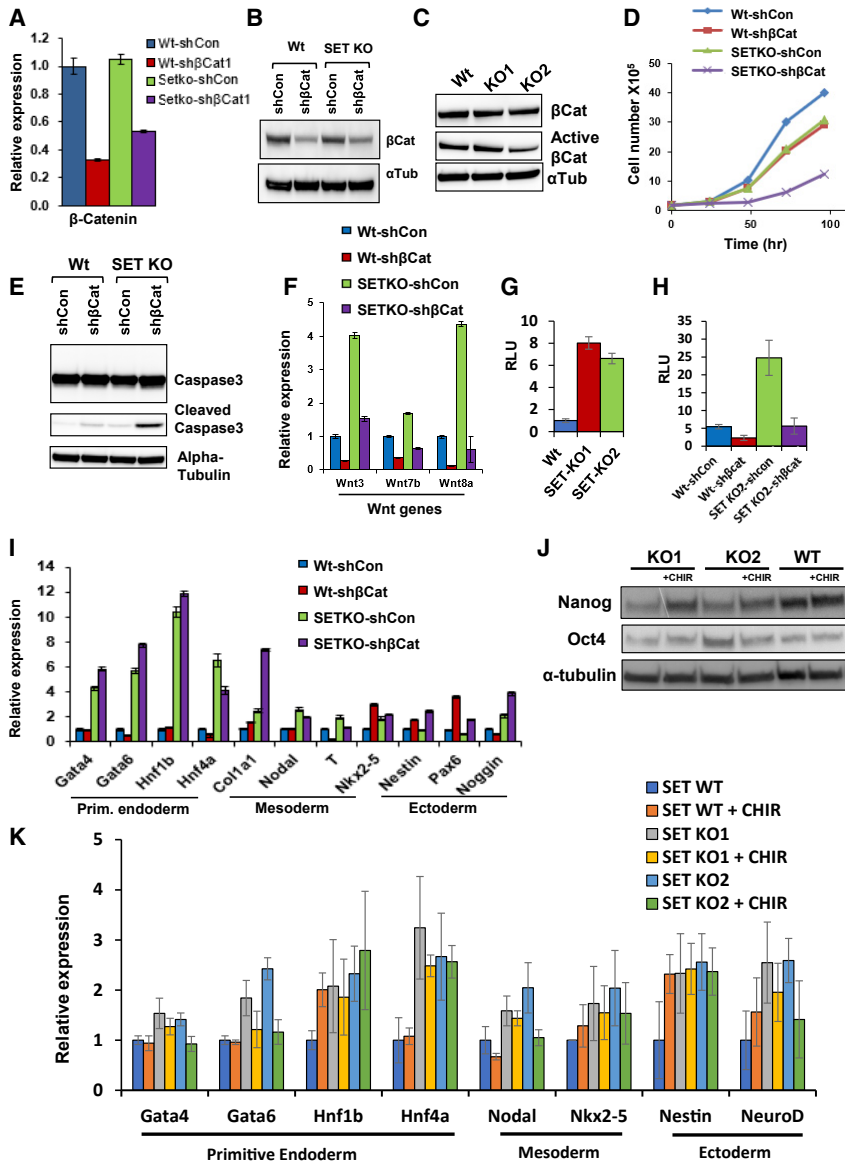 A
Relative expression
1.2
1.0
0.8
0.6
0.4
0.2
0.0
Wt-shCon
Wt-shβCat1
Setko-shCon
Setko-shβCat1
β-Catenin
B
Wt
SET KO
shCon
shβCat
shCon
shβCat
βCat
αTub
C
Wt
KO1
KO2
βCat
Active
βCat
αTub
D
Wt-shCon
Wt-shβCat
SETKO-shCon
SETKO-shβCat
Cell number X10⁵
50
40
30
20
10
0
0
50
100
Time (hr)
E
Wt
SET KO
shCon
shβCat
shCon
shβCat
Caspase3
Cleaved
Caspase3
Alpha-
Tubulin
F
Wt-shCon
Wt-shβCat
SETKO-shCon
SETKO-shβCat
Relative expression
5
4
3
2
1
0
Wnt3
Wnt7b
Wnt8a
Wnt genes
G
RLU
10
8
6
4
2
0
Wt
SET-KO1
SET-KO2
H
RLU
35
30
25
20
15
10
5
0
Wt-shCon
Wt-shβcat
SET KO2-shcon
SET KO2-shβcat
I
Wt-shCon
Wt-shβCat
SETKO-shCon
SETKO-shβCat
Relative expression
14
12
10
8
6
4
2
0
Gata4
Gata6
Hnf1b
Hnf4a
Col1a1
Nodal
T
Nkx2-5
Nestin
Pax6
Noggin
Prim. endoderm
Mesoderm
Ectoderm
J
KO1
KO2
WT
+CHIR
+CHIR
+CHIR
Nanog
Oct4
α-tubulin
K
SET WT
SET WT + CHIR
SET KO1
SET KO1 + CHIR
SET KO2
SET KO2 + CHIR
Relative expression
5
4
3
2
1
0
Gata4
Gata6
Hnf1b
Hnf4a
Nodal
Nkx2-5
Nestin
NeuroD
Primitive Endoderm
Mesoderm
Ectoderm